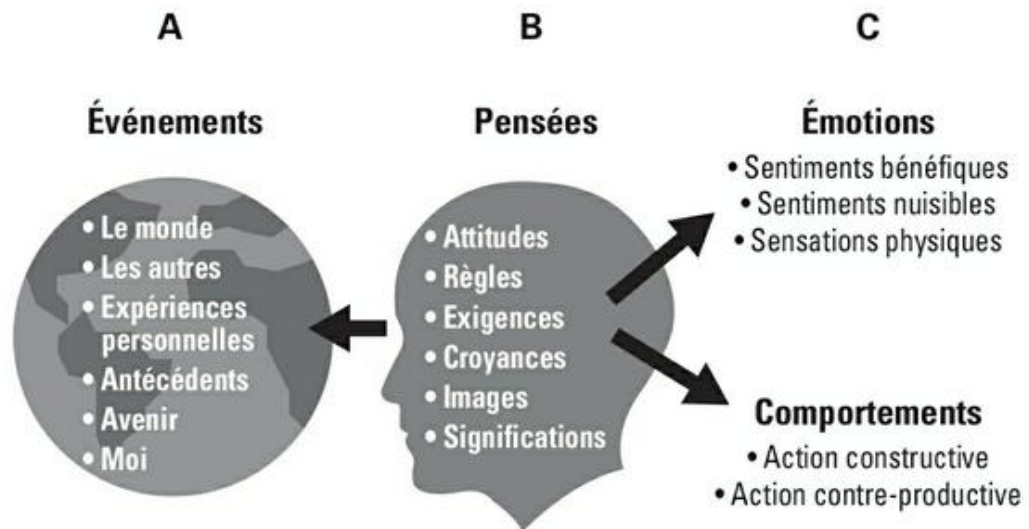 A
B
C
Événements
Pensées
Émotions
• Sentiments bénéfiques
• Sentiments nuisibles
• Sensations physiques
• Le monde
• Les autres
• Expériences
personnelles
• Antécédents
• Avenir
• Moi
• Attitudes
• Règles
• Exigences
• Croyances
• Images
• Significations
Comportements
• Action constructive
• Action contre-productive